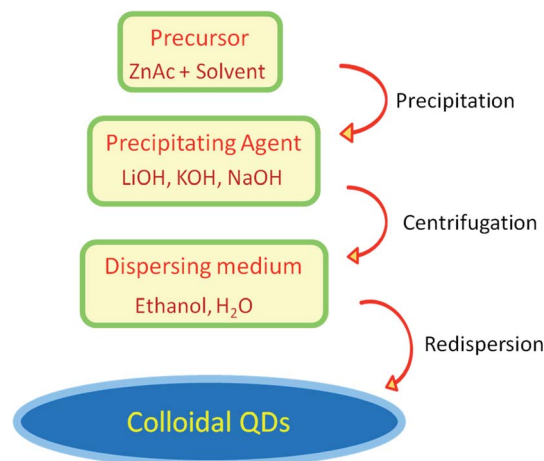 Precursor
ZnAc + Solvent
Precipitation
Precipitating Agent
LiOH, KOH, NaOH
Centrifugation
Dispersing medium
Ethanol, H₂O
Redispersion
Colloidal QDs